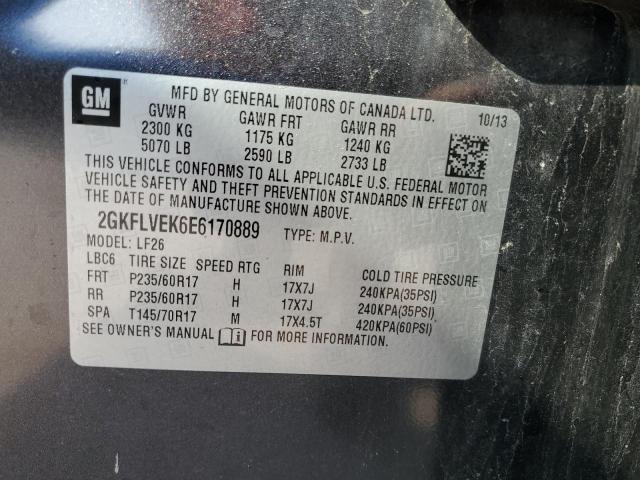 GM
MFD BY GENERAL MOTORS OF CANADA LTD.
10/13
GVWR GAWR FRT GAWR RR
2300 KG 1175 KG 1240 KG
5070 LB 2590 LB 2733 LB
THIS VEHICLE CONFORMS TO ALL APPLICABLE U.S. FEDERAL MOTOR
VEHICLE SAFETY AND THEFT PREVENTION STANDARDS IN EFFECT ON
THE DATE OF MANUFACTURE SHOWN ABOVE.
2GKFLVEK6E6170889 TYPE: M.P.V.
MODEL: LF26
LBC6 TIRE SIZE SPEED RTG RIM COLD TIRE PRESSURE
FRT P235/60R17 H 17X7J 240KPA(35PSI)
RR P235/60R17 H 17X7J 240KPA(35PSI)
SPA T145/70R17 M 17X4.5T 420KPA(60PSI)
SEE OWNER'S MANUAL FOR MORE INFORMATION.